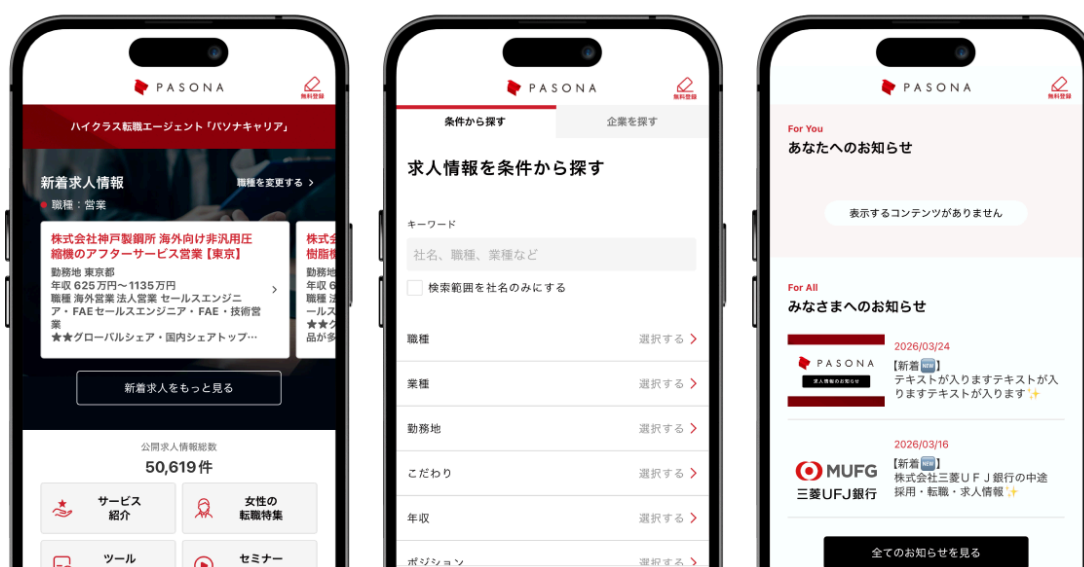 PASONA
無料登録
ハイクラス転職エージェント「パソナキャリア」
新着求人情報
職種を変更する
職種：営業
株式会社神戸製鋼所 海外向け非汎用圧
縮機のアフターサービス営業【東京】
勤務地 東京都
年収 625万円～1135万円
職種 海外営業 法人営業 セールスエンジニ
ア・FAEセールスエンジニア・FAE・技術営
業
★★グローバルシェア・国内シェアトップ…
株式会
樹脂機
勤務地
年収 6
職種 法
ールス
★★ク
品が多
新着求人をもっと見る
公開求人情報総数
50,619件
サービス
紹介
女性の
転職特集
ツール
セミナー
PASONA
無料登録
条件から探す
企業を探す
求人情報を条件から探す
キーワード
社名、職種、業種など
検索範囲を社名のみにする
職種
選択する
業種
選択する
勤務地
選択する
こだわり
選択する
年収
選択する
ポジション
選択する
PASONA
無料登録
For You
あなたへのお知らせ
表示するコンテンツがありません
For All
みなさまへのお知らせ
PASONA
求人情報のお知らせ
2026/03/24
【新着🆕】
テキストが入りますテキストが入
りますテキストが入ります✨
MUFG
三菱UFJ銀行
2026/03/16
【新着🆕】
株式会社三菱ＵＦＪ銀行の中途
採用・転職・求人情報✨
全てのお知らせを見る